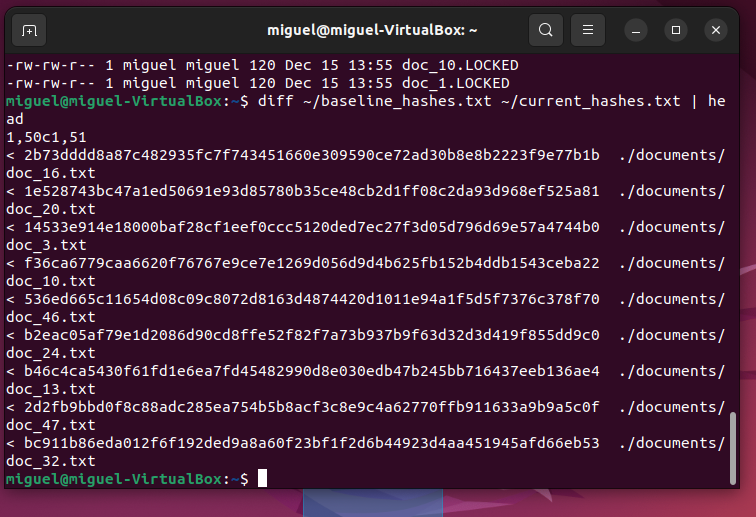 miguel@miguel-VirtualBox: ~
-rw-rw-r-- 1 miguel miguel 120 Dec 15 13:55 doc_10.LOCKED
-rw-rw-r-- 1 miguel miguel 120 Dec 15 13:55 doc_1.LOCKED
miguel@miguel-VirtualBox:~$ diff ~/baseline_hashes.txt ~/current_hashes.txt | he
ad
1,50c1,51
< 2b73dddd8a87c482935fc7f743451660e309590ce72ad30b8e8b2223f9e77b1b  ./documents/
doc_16.txt
< 1e528743bc47a1ed50691e93d85780b35ce48cb2d1ff08c2da93d968ef525a81  ./documents/
doc_20.txt
< 14533e914e18000baf28cf1eef0ccc5120ded7ec27f3d05d796d69e57a4744b0  ./documents/
doc_3.txt
< f36ca6779caa6620f76767e9ce7e1269d056d9d4b625fb152b4ddb1543ceba22  ./documents/
doc_10.txt
< 536ed665c11654d08c09c8072d8163d4874420d1011e94a1f5d5f7376c378f70  ./documents/
doc_46.txt
< b2eac05af79e1d2086d90cd8ffe52f82f7a73b937b9f63d32d3d419f855dd9c0  ./documents/
doc_24.txt
< b46c4ca5430f61fd1e6ea7fd45482990d8e030edb47b245bb716437eeb136ae4  ./documents/
doc_13.txt
< 2d2fb9bbd0f8c88adc285ea754b5b8acf3c8e9c4a62770ffb911633a9b9a5c0f  ./documents/
doc_47.txt
< bc911b86eda012f6f192ded9a8a60f23bf1f2d6b44923d4aa451945afd66eb53  ./documents/
doc_32.txt
miguel@miguel-VirtualBox:~$